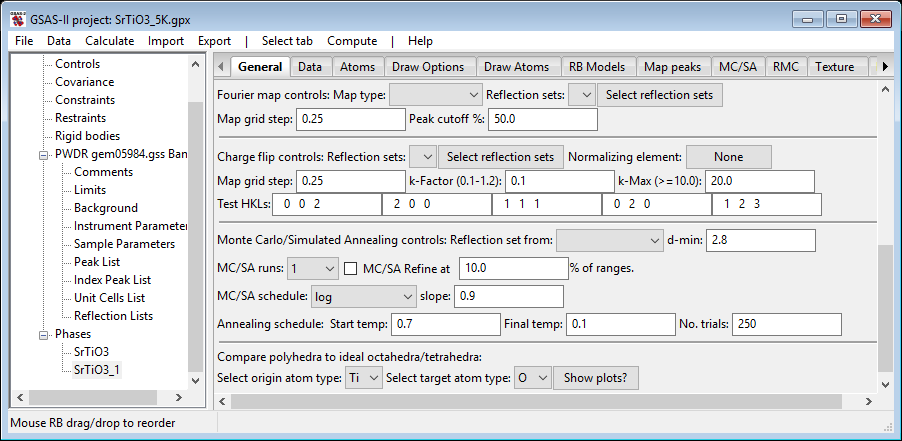 GSAS-II project: SrTiO3_5K.gpx
File Data Calculate Import Export | Select tab Compute | Help
Controls
Covariance
Constraints
Restraints
Rigid bodies
PWDR gem05984.gss Ban
Comments
Limits
Background
Instrument Parameter
Sample Parameters
Peak List
Index Peak List
Unit Cells List
Reflection Lists
Phases
SrTiO3
SrTiO3_1
General Data Atoms Draw Options Draw Atoms RB Models Map peaks MC/SA RMC Texture
Fourier map controls: Map type: Reflection sets: Select reflection sets
Map grid step: 0.25 Peak cutoff %: 50.0
Charge flip controls: Reflection sets: Select reflection sets Normalizing element: None
Map grid step: 0.25 k-Factor (0.1-1.2): 0.1 k-Max (>=10.0): 20.0
Test HKLs: 0 0 2 2 0 0 1 1 1 0 2 0 1 2 3
Monte Carlo/Simulated Annealing controls: Reflection set from: d-min: 2.8
MC/SA runs: 1 MC/SA Refine at 10.0 % of ranges.
MC/SA schedule: log slope: 0.9
Annealing schedule: Start temp: 0.7 Final temp: 0.1 No. trials: 250
Compare polyhedra to ideal octahedra/tetrahedra:
Select origin atom type: Ti Select target atom type: O Show plots?
Mouse RB drag/drop to reorder